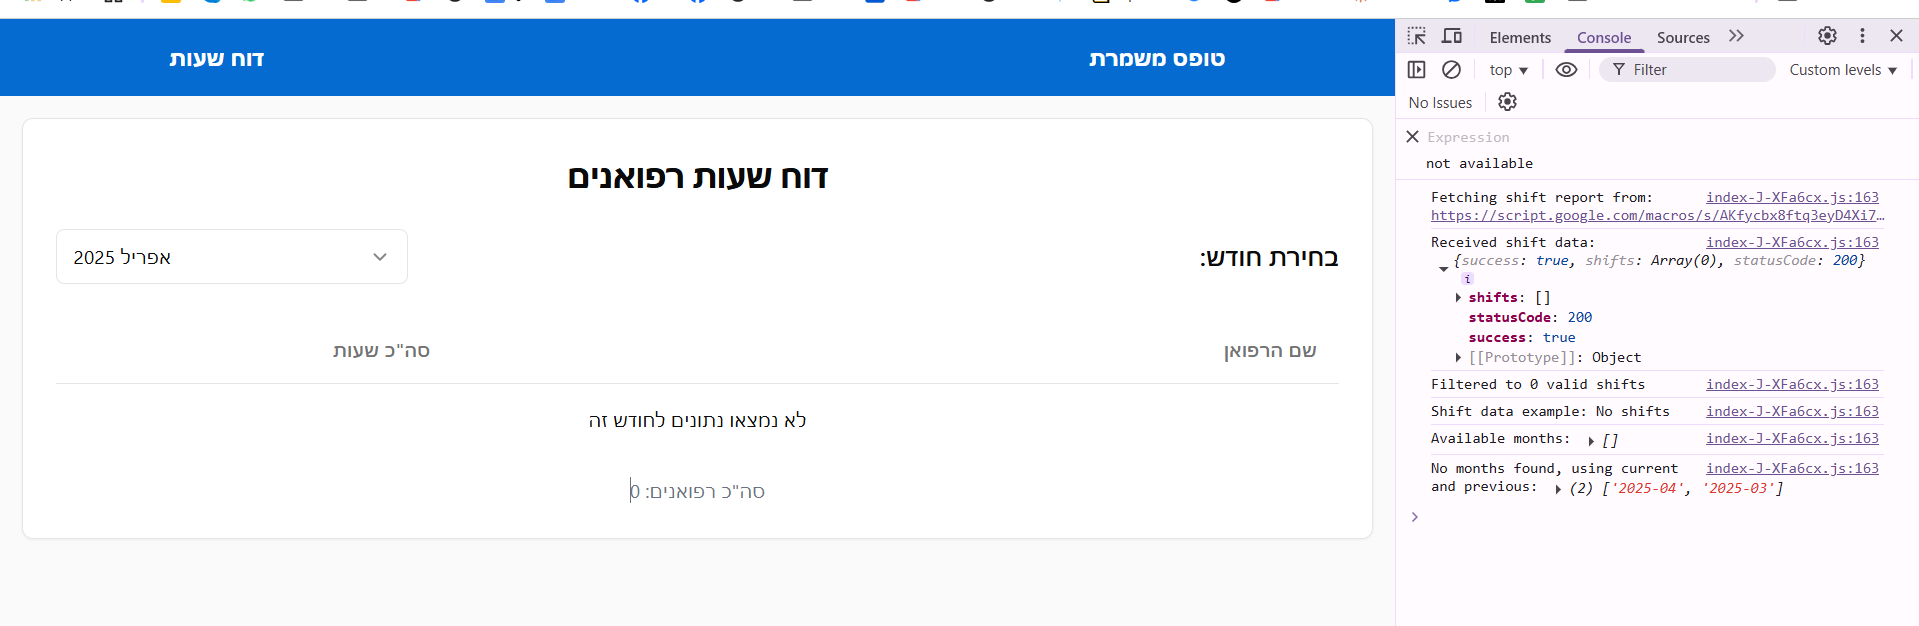 טופס משמרת
דוח שעות
דוח שעות רפואנים
בחירת חודש:
אפריל 2025
שם הרפואן
סה"כ שעות
לא נמצאו נתונים לחודש זה
סה"כ רפואנים: 0
Elements Console Sources
top Filter Custom levels
No Issues
Expression
not available
Fetching shift report from: index-J-XFa6cx.js:163
https://script.google.com/macros/s/AKfycbx8ftq3eyD4Xi7…
Received shift data: index-J-XFa6cx.js:163
{success: true, shifts: Array(0), statusCode: 200}
i
shifts: []
statusCode: 200
success: true
[[Prototype]]: Object
Filtered to 0 valid shifts index-J-XFa6cx.js:163
Shift data example: No shifts index-J-XFa6cx.js:163
Available months: [] index-J-XFa6cx.js:163
No months found, using current index-J-XFa6cx.js:163
and previous: (2) ['2025-04', '2025-03']